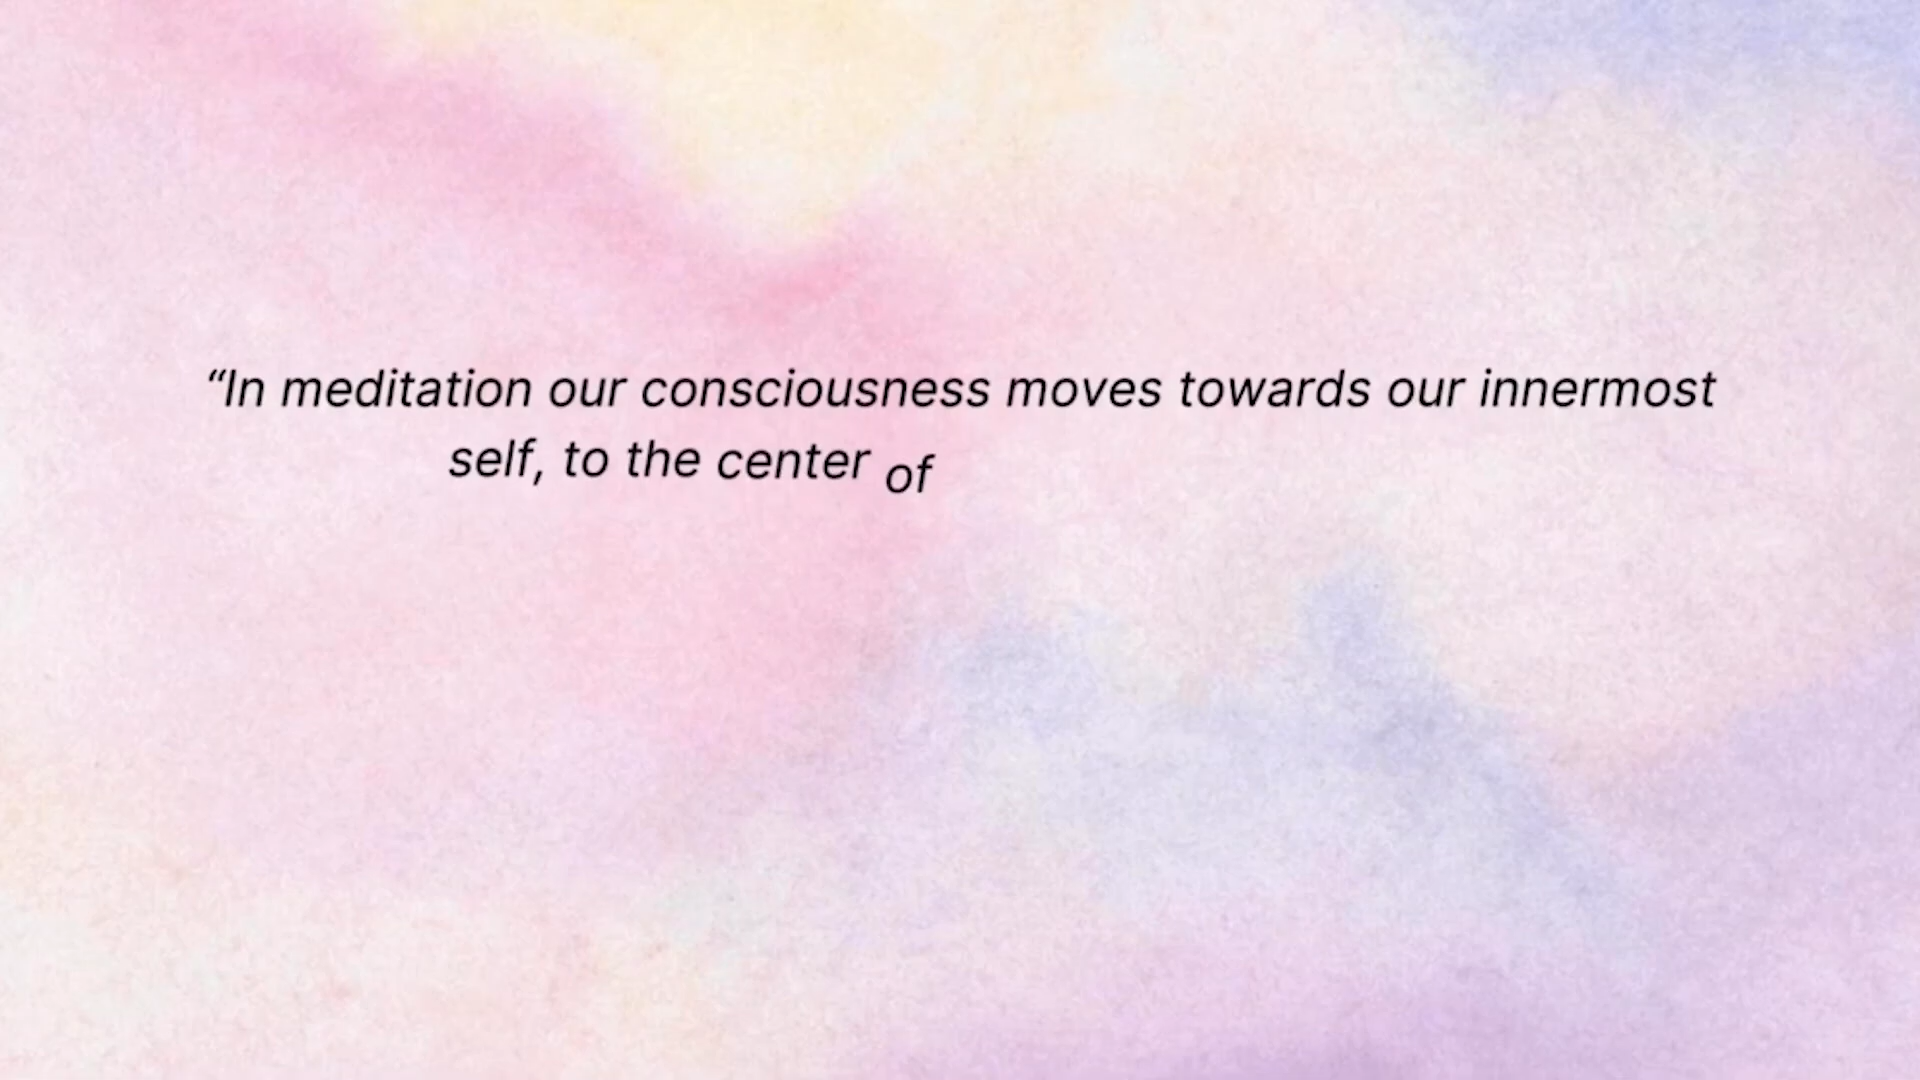 “In meditation our consciousness moves towards our innermost
self, to the center of